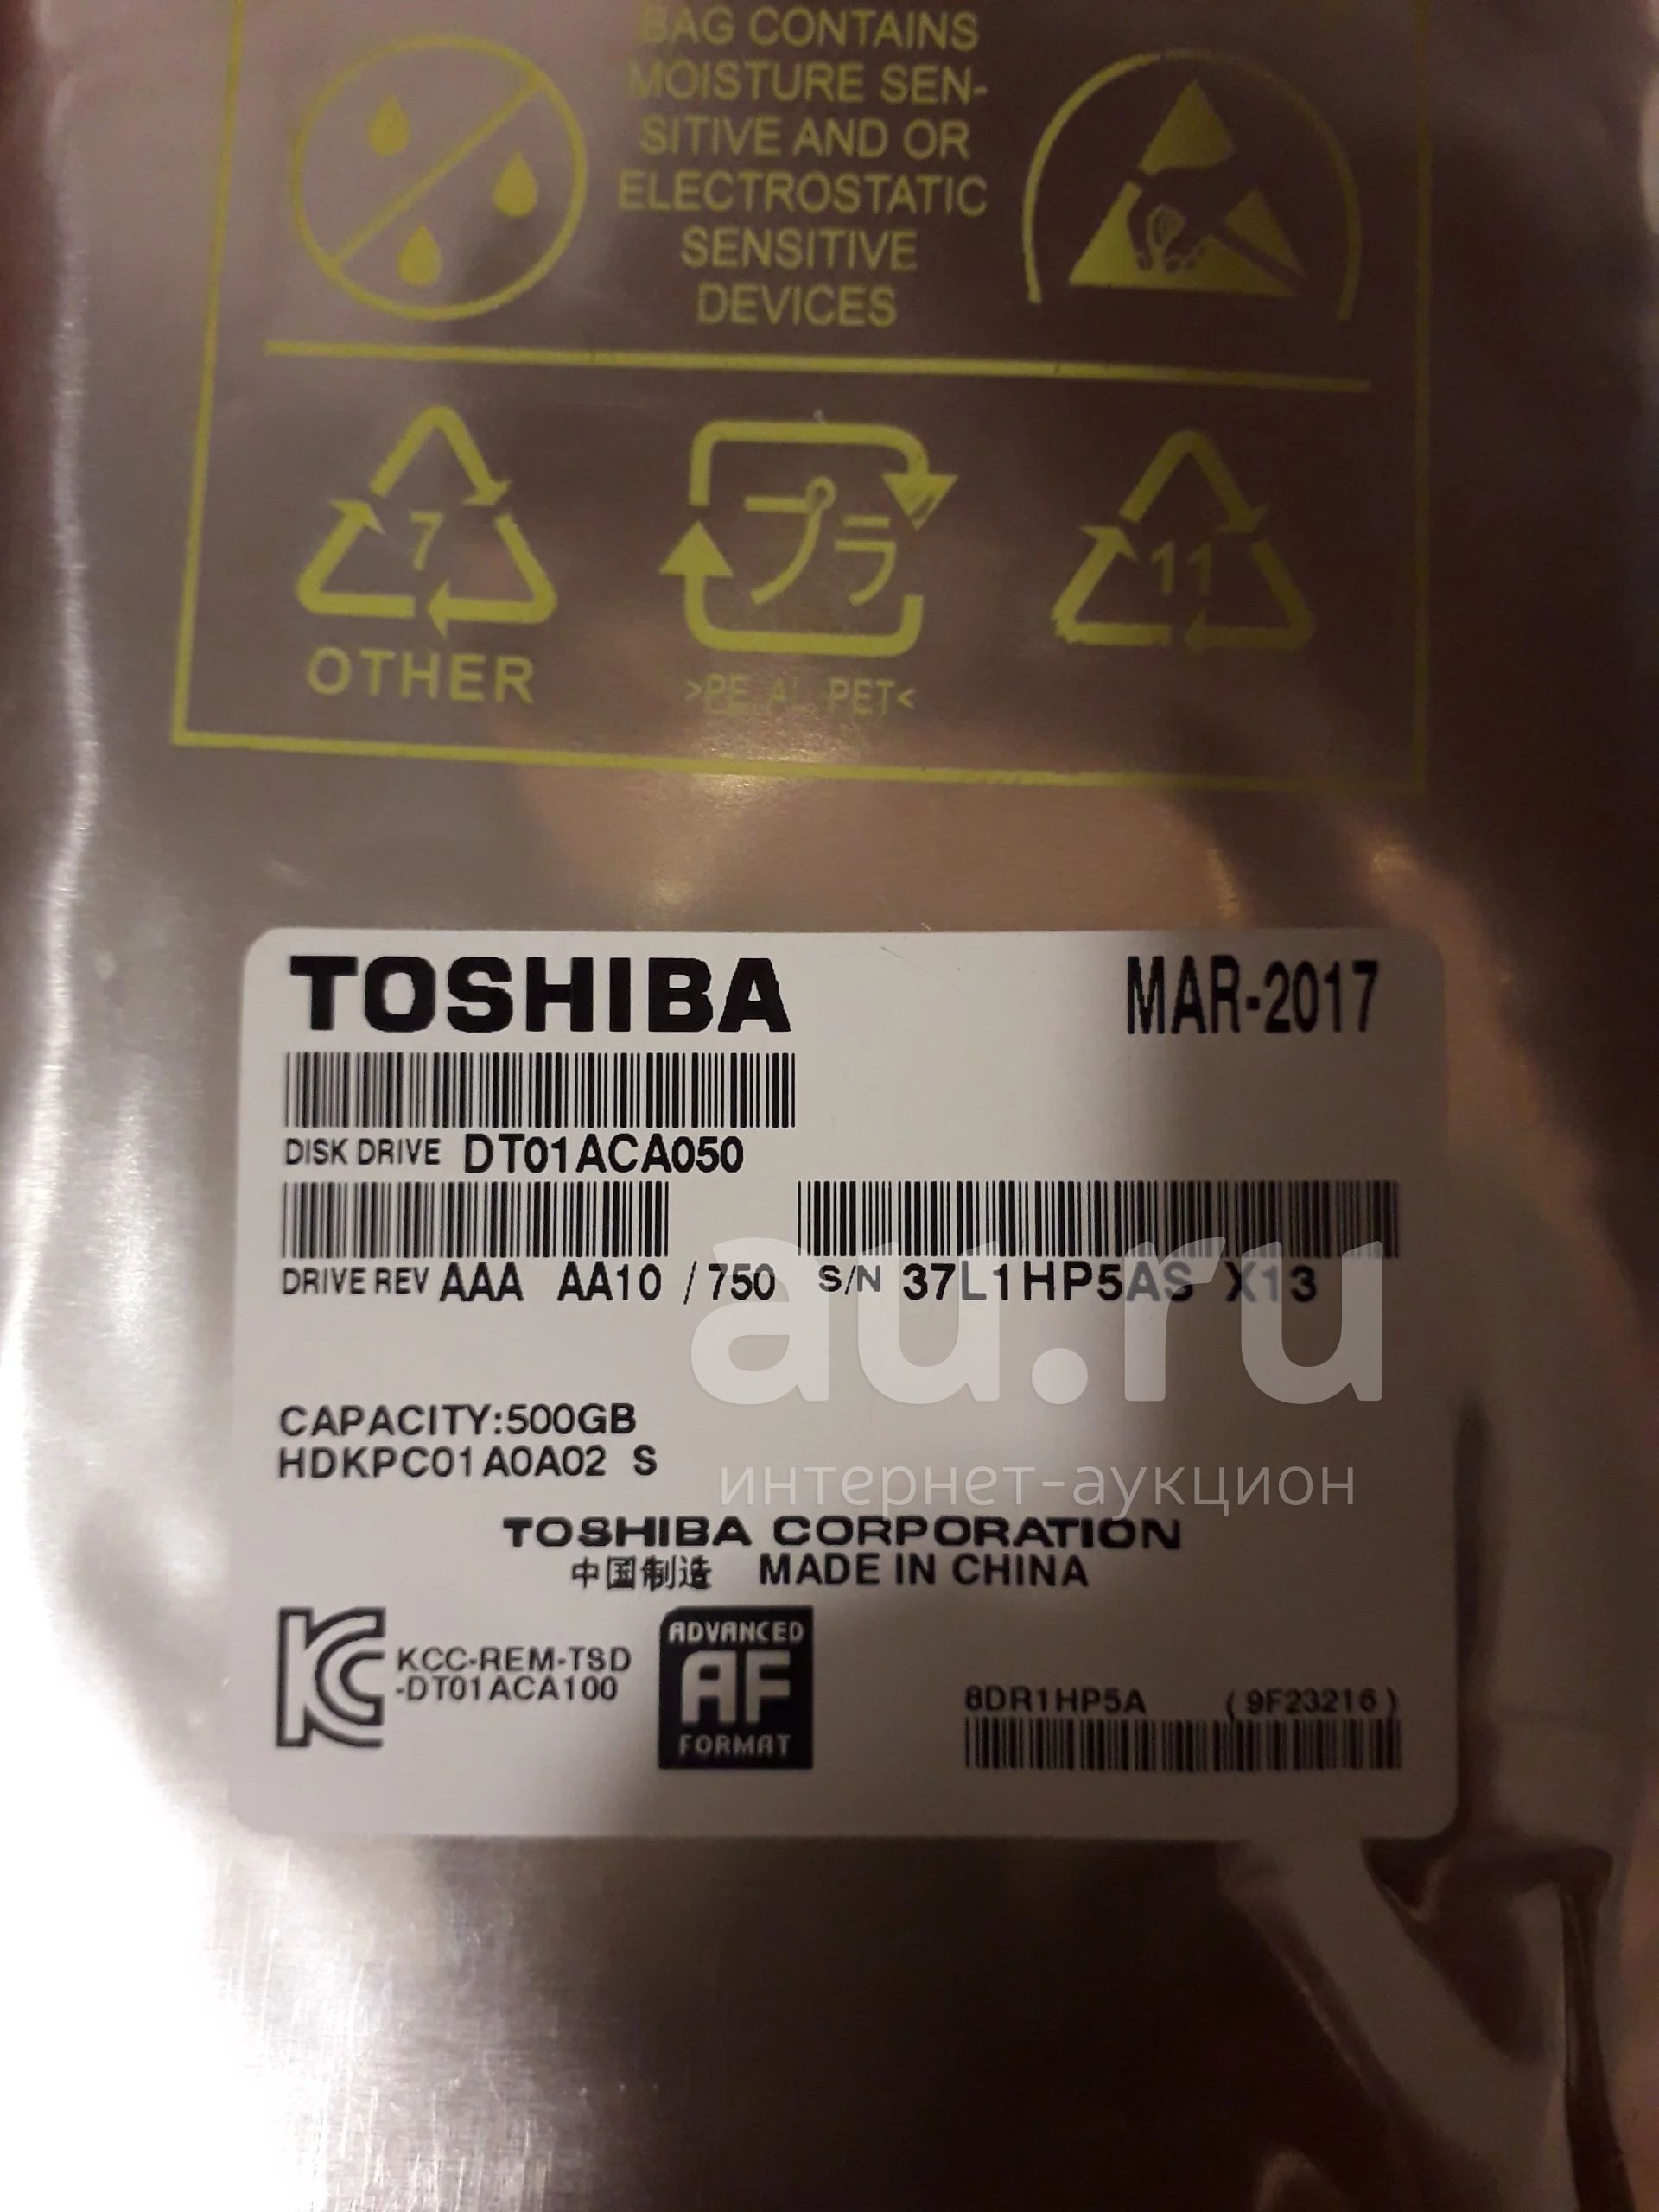 BAG CONTAINS
MOISTURE SEN-
SITIVE AND OR
ELECTROSTATIC
SENSITIVE
DEVICES
7
プラ
11
OTHER
>PE AL PET<
TOSHIBA MAR-2017
DISK DRIVE DT01ACA050
DRIVE REV AAA AA10 / 750 S/N 37L1HP5AS X13
au.ru
CAPACITY:500GB
HDKPC01A0A02 S
интернет-аукцион
TOSHIBA CORPORATION
中国制造 MADE IN CHINA
KCC-REM-TSD
-DT01ACA100
ADVANCED
AF
FORMAT
8DR1HP5A (9F23216)